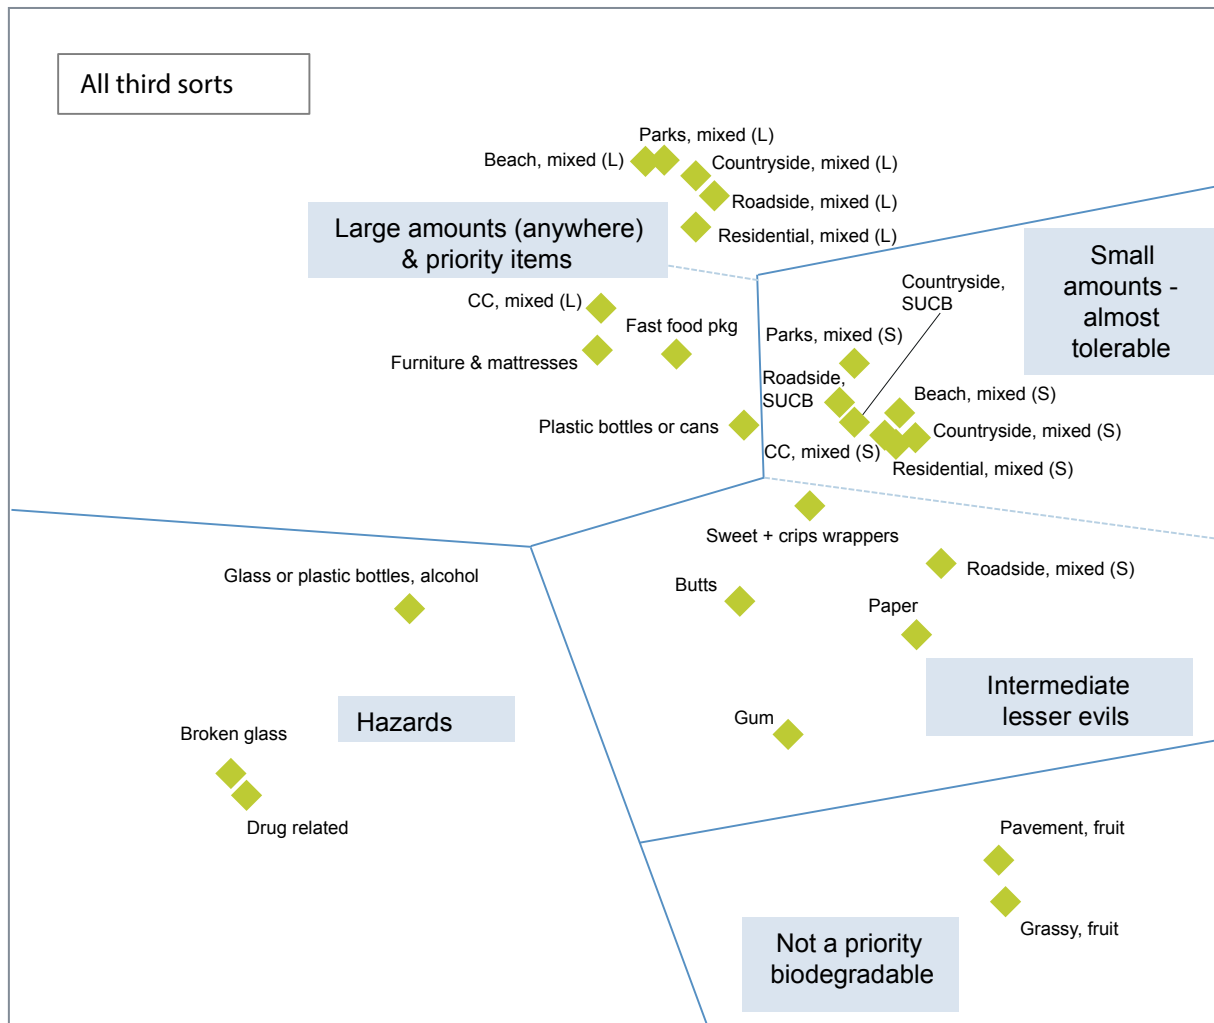 All third sorts
Parks, mixed (L)
Beach, mixed (L)
Countryside, mixed (L)
Roadside, mixed (L)
Residential, mixed (L)
Large amounts (anywhere)
& priority items
Small
amounts -
almost
tolerable
Countryside,
SUCB
CC, mixed (L)
Fast food pkg
Furniture & mattresses
Parks, mixed (S)
Roadside,
SUCB
Beach, mixed (S)
Plastic bottles or cans
Countryside, mixed (S)
CC, mixed (S)
Residential, mixed (S)
Sweet + crips wrappers
Glass or plastic bottles, alcohol
Roadside, mixed (S)
Butts
Paper
Intermediate
lesser evils
Hazards
Gum
Broken glass
Drug related
Pavement, fruit
Grassy, fruit
Not a priority
biodegradable